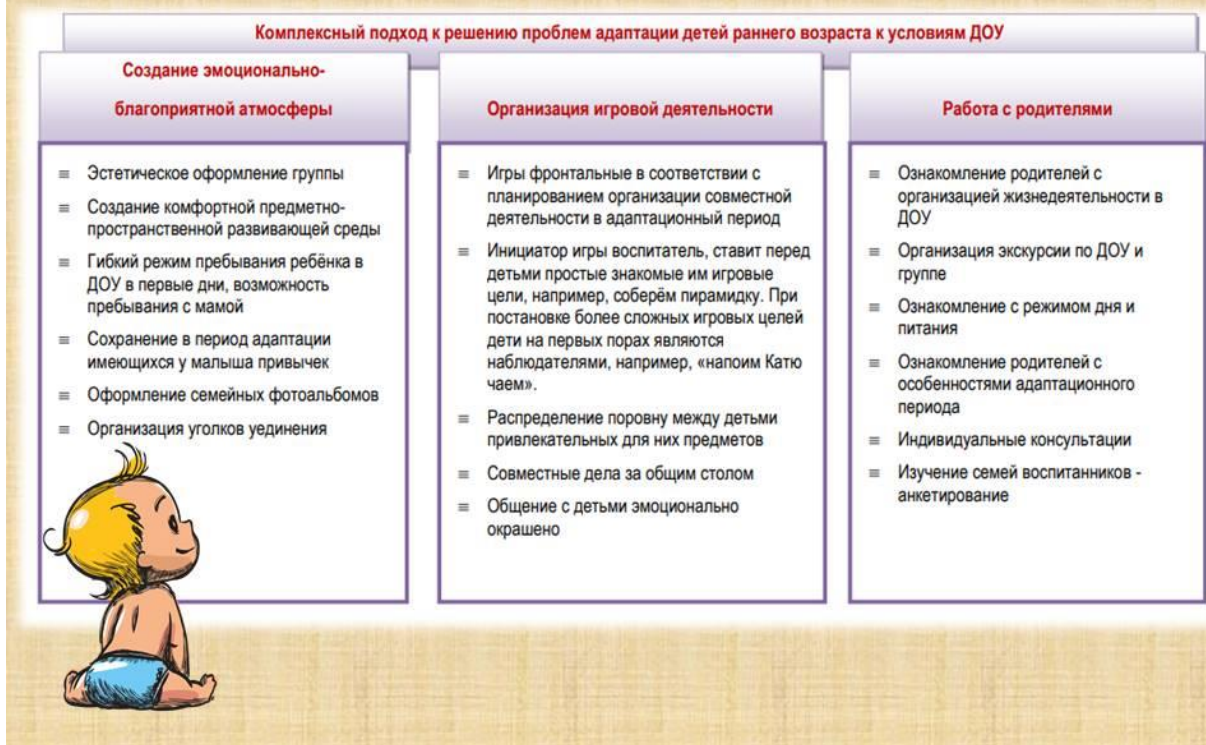 Комплексный подход к решению проблем адаптации детей раннего возраста к условиям ДОУ
Создание эмоционально-
благоприятной атмосферы
≡ Эстетическое оформление группы
≡ Создание комфортной предметно-
пространственной развивающей среды
≡ Гибкий режим пребывания ребёнка в
ДОУ в первые дни, возможность
пребывания с мамой
≡ Сохранение в период адаптации
имеющихся у малыша привычек
≡ Оформление семейных фотоальбомов
≡ Организация уголков уединения
Организация игровой деятельности
≡ Игры фронтальные в соответствии с
планированием организации совместной
деятельности в адаптационный период
≡ Инициатор игры воспитатель, ставит перед
детьми простые знакомые им игровые
цели, например, соберём пирамидку. При
постановке более сложных игровых целей
дети на первых порах являются
наблюдателями, например, «напоим Катю
чаем».
≡ Распределение поровну между детьми
привлекательных для них предметов
≡ Совместные дела за общим столом
≡ Общение с детьми эмоционально
окрашено
Работа с родителями
≡ Ознакомление родителей с
организацией жизнедеятельности в
ДОУ
≡ Организация экскурсии по ДОУ и
группе
≡ Ознакомление с режимом дня и
питания
≡ Ознакомление родителей с
особенностями адаптационного
периода
≡ Индивидуальные консультации
≡ Изучение семей воспитанников -
анкетирование